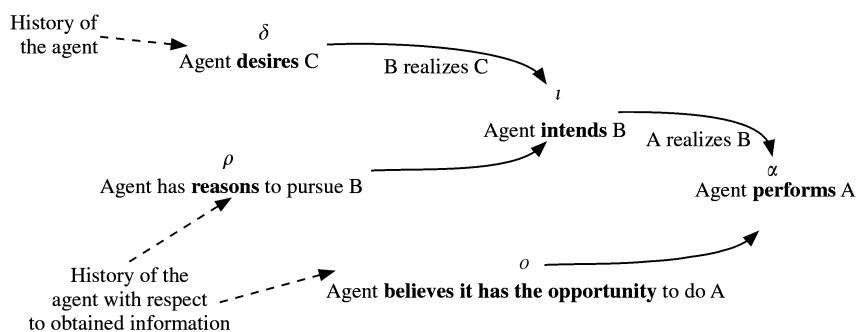 History of
the agent
δ
Agent desires C
B realizes C
ι
Agent intends B
A realizes B
α
Agent performs A
ρ
Agent has reasons to pursue B
History of the
agent with respect
to obtained information
o
Agent believes it has the opportunity to do A